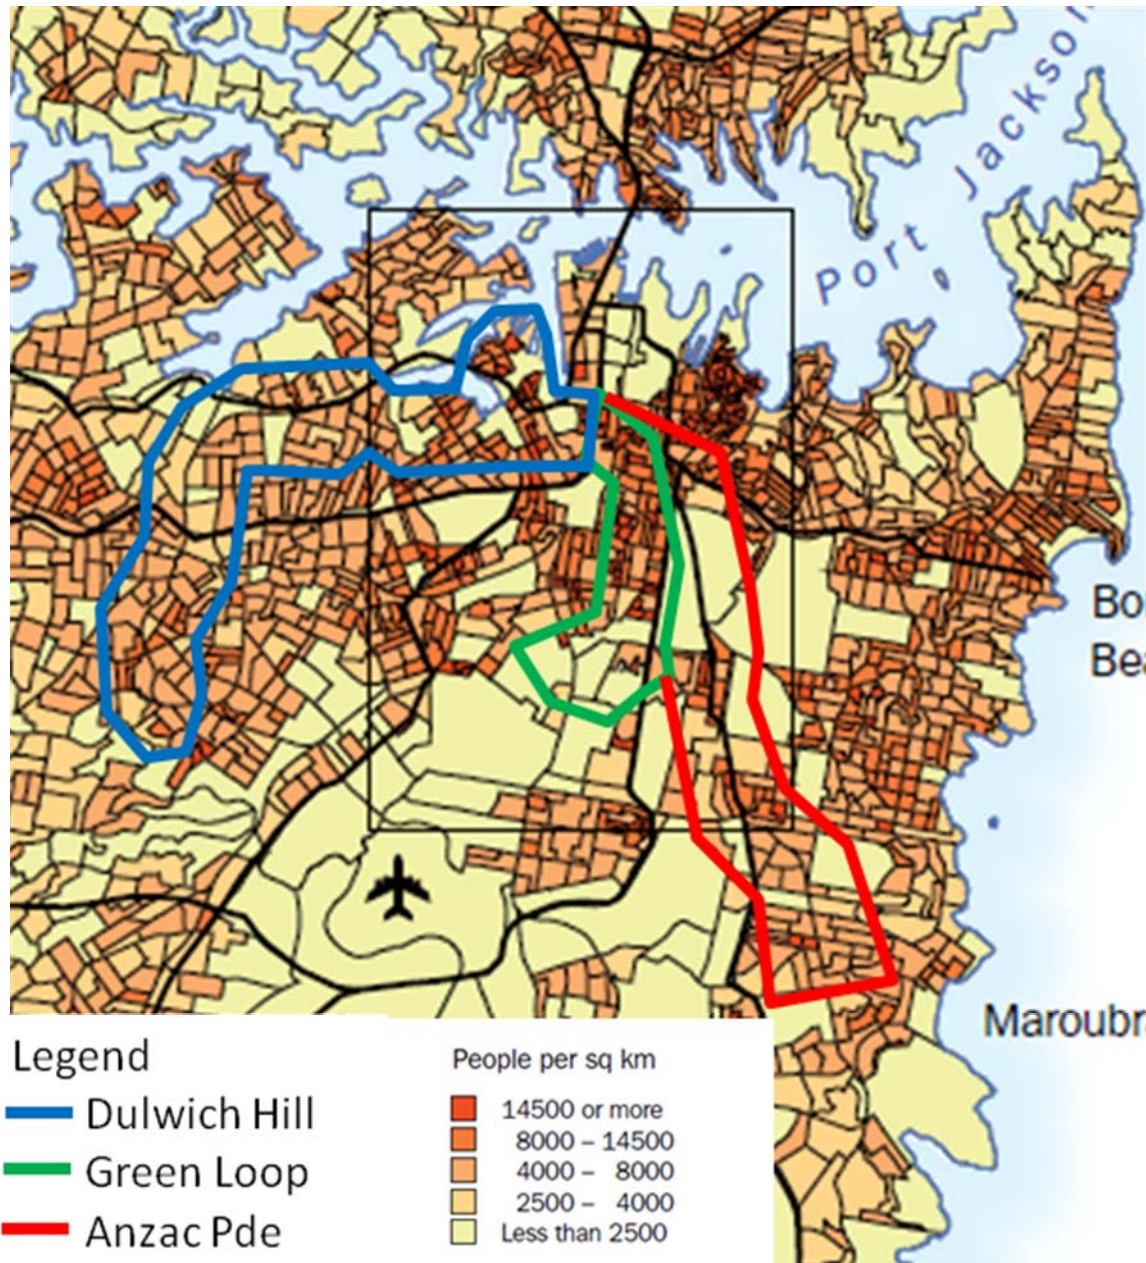 Port Jackson
Bo
Bea
Maroubr
Legend
Dulwich Hill
Green Loop
Anzac Pde
People per sq km
14500 or more
8000 – 14500
4000 – 8000
2500 – 4000
Less than 2500